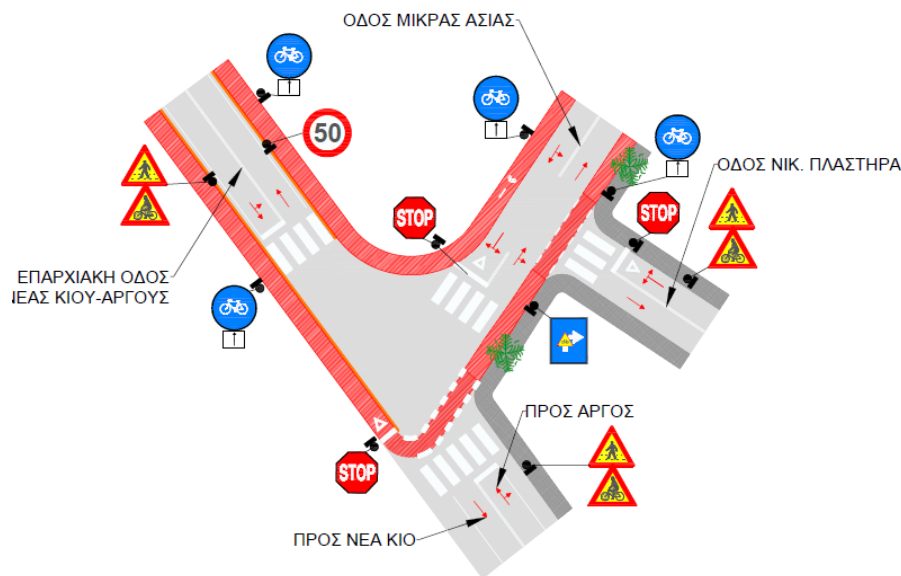 ΟΔΟΣ ΜΙΚΡΑΣ ΑΣΙΑΣ
50
ΟΔΟΣ ΝΙΚ. ΠΛΑΣΤΗΡΑ
STOP
STOP
ΕΠΑΡΧΙΑΚΗ ΟΔΟΣ
ΝΕΑΣ ΚΙΟΥ-ΑΡΓΟΥΣ
ΠΡΟΣ ΑΡΓΟΣ
STOP
ΠΡΟΣ ΝΕΑ ΚΙΟ